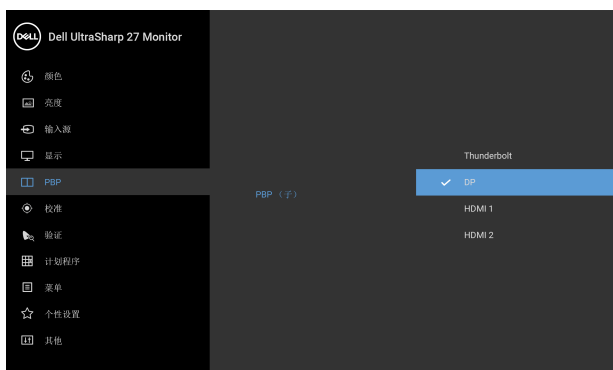 DELL Dell UltraSharp 27 Monitor
颜色
亮度
输入源
显示
Thunderbolt
PBP
DP
PBP （子）
校准
HDMI 1
验证
HDMI 2
计划程序
菜单
个性设置
其他